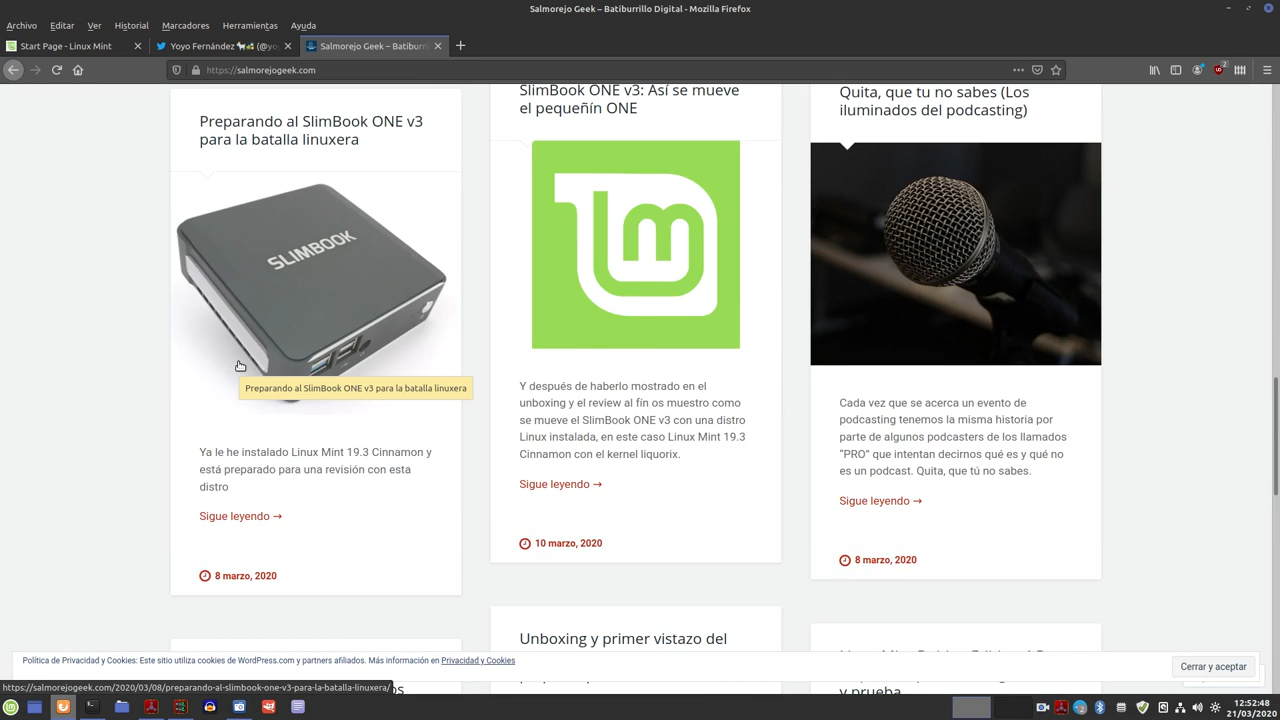 Salmorejo Geek – Batiburrillo – Mozilla Firefox
Archivo Editar Ver Historial Marcadores Herramientas Ayuda
Start Page - Linux Mint
Yoyo Fernández
Salmorejo Geek – Batiburr
https://salmorejogeek.com
2
Preparando al SlimBook ONE v3
para la batalla linuxera
SLIMBOOK
Preparando al SlimBook ONE v3 para la batalla linuxera
Ya le he instalado Linux Mint 19.3 Cinnamon y
está preparado para una revisión con esta
distro
Sigue leyendo →
8 marzo, 2020
SlimBook ONE v3: Así se mueve
el pequeñín ONE
Y después de haberlo mostrado en el
unboxing y el review al fín os muestro como
se mueve el SlimBook ONE v3 con una distro
Linux instalada, en este caso Linux Mint 19.3
Cinnamon con el kernel liquorix.
Sigue leyendo →
10 marzo, 2020
Unboxing y primer vistazo del
Quita, que tu no sabes (Los
iluminados del podcasting)
Cada vez que se acerca un evento de
podcasting tenemos la misma historia por
parte de algunos podcasters de los llamados
“PRO” que intentan decirnos qué es y qué no
es un podcast. Quita, que tú no sabes.
Sigue leyendo →
8 marzo, 2020
y prueba
Política de Privacidad y Cookies: Este sitio utiliza cookies de WordPress.com y partners afiliados. Más información en Privacidad y Cookies
Cerrar y aceptar
https://salmorejogeek.com/2020/03/08/preparando-al-slimbook-one-v3-para-la-batalla-linuxera/
12:52:48
21/03/2020